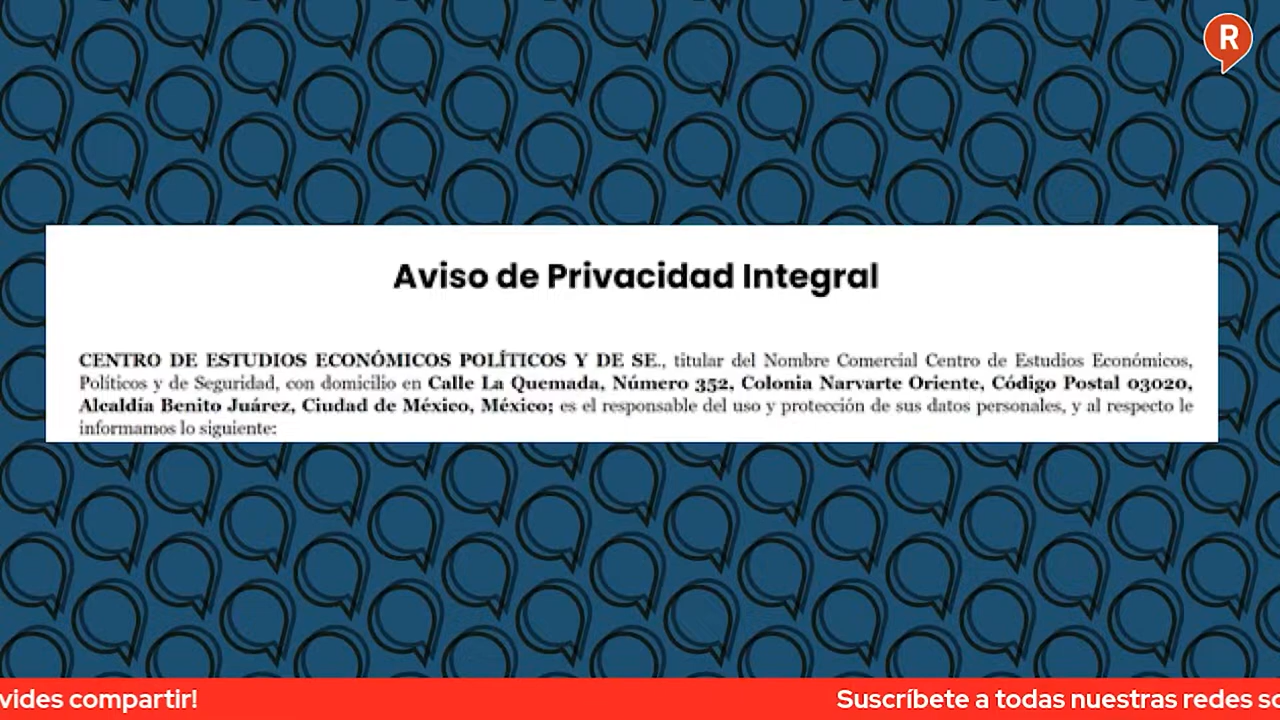 R
Aviso de Privacidad Integral
CENTRO DE ESTUDIOS ECONÓMICOS POLÍTICOS Y DE SE., titular del Nombre Comercial Centro de Estudios Económicos,
Políticos y de Seguridad, con domicilio en Calle La Quemada, Número 352, Colonia Narvarte Oriente, Código Postal 03020,
Alcaldía Benito Juárez, Ciudad de México, México; es el responsable del uso y protección de sus datos personales, y al respecto le
informamos lo siguiente:
vides compartir! Suscríbete a todas nuestras redes so